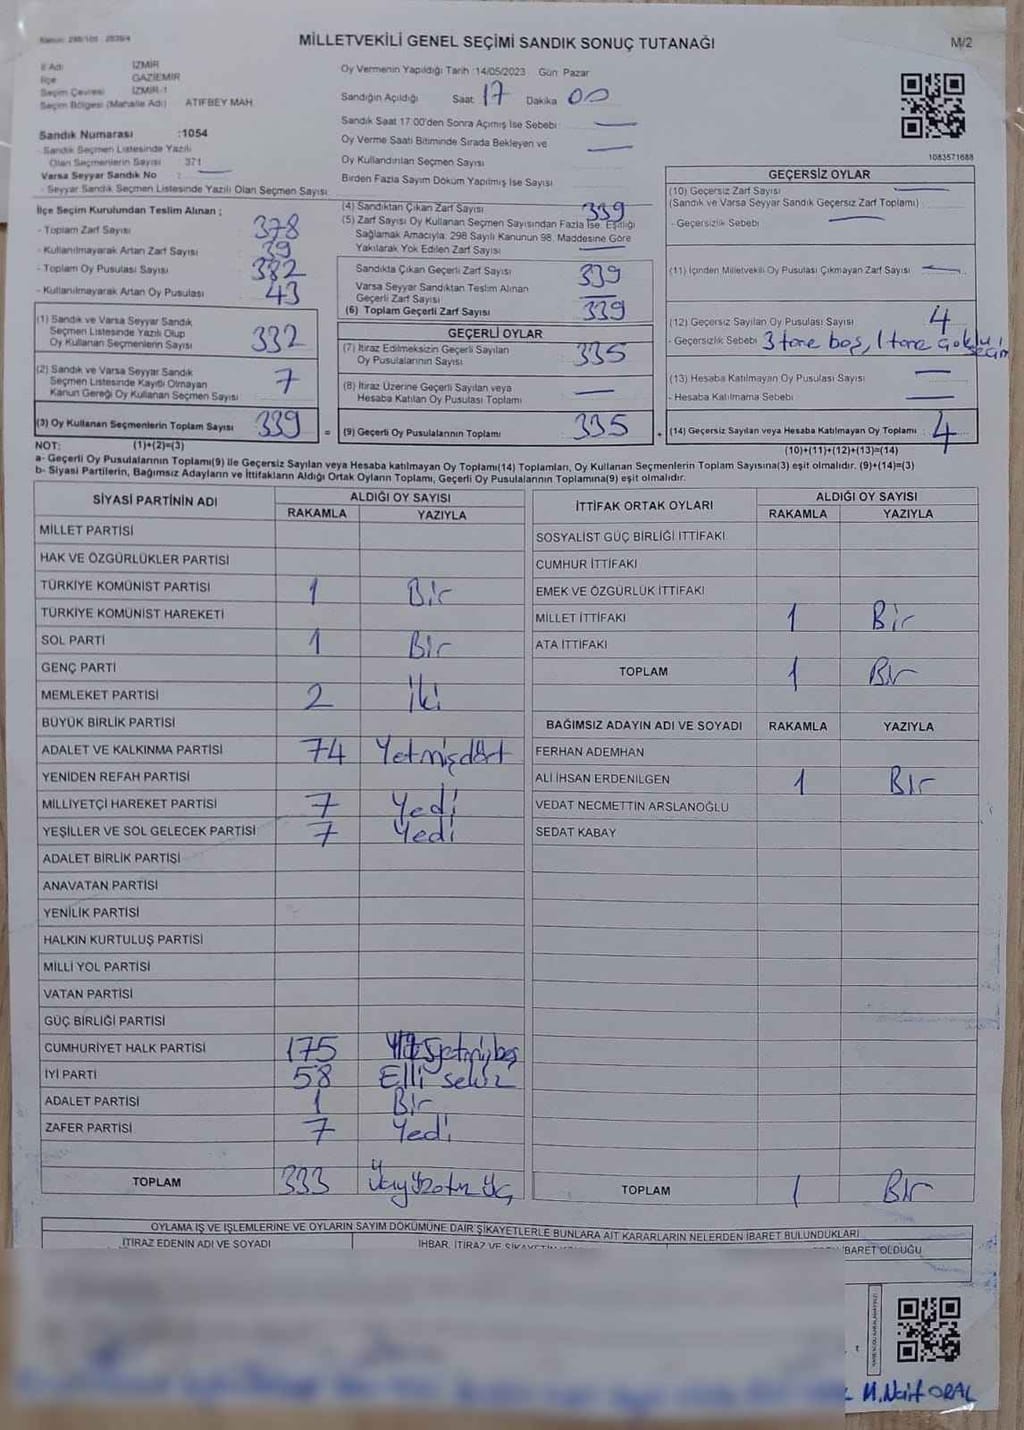 MİLLETVEKİLİ GENEL SEÇİMİ SANDIK SONUÇ TUTANAĞI
M/2
İl Adı İZMİR
İlçe GAZİEMİR
Seçim Çevresi İZMİR-1
Seçim Bölgesi (Mahalle Adı) ATIFBEY MAH.
Sandık Numarası :1054
Sandık Seçmen Listesinde Yazılı
Olan Seçmenlerin Sayısı 371
Varsa Seyyar Sandık No :
- Seyyar Sandık Seçmen Listesinde Yazılı Olan Seçmen Sayısı
Oy Vermenin Yapıldığı Tarih :14/05/2023 Gün Pazar
Sandığın Açıldığı Saat 17 Dakika 00
Sandık Saat 17.00'den Sonra Açımış İse Sebebi
Oy Verme Saati Bitiminde Sırada Bekleyen ve
Oy Kullandırılan Seçmen Sayısı
Birden Fazla Sayım Döküm Yapılmış İse Sayısı
1083571688
İlçe Seçim Kurulundan Teslim Alınan ;
- Toplam Zarf Sayısı 378
- Kullanılmayarak Artan Zarf Sayısı 39
- Toplam Oy Pusulası Sayısı 382
- Kullanılmayarak Artan Oy Pusulası 43
(1) Sandık ve Varsa Seyyar Sandık
Seçmen Listesinde Yazılı Olup
Oy Kullanan Seçmenlerin Sayısı 332
(2) Sandık ve Varsa Seyyar Sandık
Seçmen Listesinde Kayıtlı Olmayan
Kanun Gereği Oy Kullanan Seçmen Sayısı 7
(3) Oy Kullanan Seçmenlerin Toplam Sayısı 339
(4) Sandıktan Çıkan Zarf Sayısı 339
(5) Zarf Sayısı Oy Kullanan Seçmen Sayısından Fazla İse, Eşitliği
Sağlamak Amacıyla; 298 Sayılı Kanunun 98. Maddesine Göre
Yakılarak Yok Edilen Zarf Sayısı
Sandıkta Çıkan Geçerli Zarf Sayısı 339
Varsa Seyyar Sandıktan Teslim Alınan
Geçerli Zarf Sayısı
(6) Toplam Geçerli Zarf Sayısı 339
GEÇERLİ OYLAR
(7) İtiraz Edilmeksizin Geçerli Sayılan
Oy Pusulalarının Sayısı 335
(8) İtiraz Üzerine Geçerli Sayılan veya
Hesaba Katılan Oy Pusulası Toplamı
= (9) Geçerli Oy Pusulalarının Toplamı 335
GEÇERSİZ OYLAR
(10) Geçersiz Zarf Sayısı
(Sandık ve Varsa Seyyar Sandık Geçersiz Zarf Toplamı)
- Geçersizlik Sebebi
(11) İçinden Milletvekili Oy Pusulası Çıkmayan Zarf Sayısı
(12) Geçersiz Sayılan Oy Pusulası Sayısı 4
- Geçersizlik Sebebi 3 tane boş, 1 tane çoklu
seçim
(13) Hesaba Katılmayan Oy Pusulası Sayısı
- Hesaba Katılmama Sebebi
(14) Geçersiz Sayılan veya Hesaba Katılmayan Oy Toplamı 4
NOT: (1)+(2)=(3)
(10)+(11)+(12)+(13)=(14)
a- Geçerli Oy Pusulalarının Toplamı(9) ile Geçersiz Sayılan veya Hesaba katılmayan Oy Toplamı(14) Toplamları, Oy Kullanan Seçmenlerin Toplam Sayısına(3) eşit olmalıdır. (9)+(14)=(3)
b- Siyasi Partilerin, Bağımsız Adayların ve İttifakların Aldığı Ortak Oyların Toplamı, Geçerli Oy Pusulalarının Toplamına(9) eşit olmalıdır.
SİYASİ PARTİNİN ADI
ALDIĞI OY SAYISI
RAKAMLA YAZIYLA
MİLLET PARTİSİ
HAK VE ÖZGÜRLÜKLER PARTİSİ
TÜRKİYE KOMÜNİST PARTİSİ 1 Bir
TÜRKİYE KOMÜNİST HAREKETİ
SOL PARTİ 1 Bir
GENÇ PARTİ
MEMLEKET PARTİSİ 2 İki
BÜYÜK BİRLİK PARTİSİ
ADALET VE KALKINMA PARTİSİ 74 Yetmişdört
YENİDEN REFAH PARTİSİ
MİLLİYETÇİ HAREKET PARTİSİ 7 Yedi
YEŞİLLER VE SOL GELECEK PARTİSİ 7 Yedi
ADALET BİRLİK PARTİSİ
ANAVATAN PARTİSİ
YENİLİK PARTİSİ
HALKIN KURTULUŞ PARTİSİ
MİLLİ YOL PARTİSİ
VATAN PARTİSİ
GÜÇ BİRLİĞİ PARTİSİ
CUMHURİYET HALK PARTİSİ 175
İYİ PARTİ 58 Elli sekiz
ADALET PARTİSİ 1 Bir
ZAFER PARTİSİ 7 Yedi
TOPLAM 333
İTTİFAK ORTAK OYLARI
ALDIĞI OY SAYISI
RAKAMLA YAZIYLA
SOSYALİST GÜÇ BİRLİĞİ İTTİFAKI
CUMHUR İTTİFAKI
EMEK VE ÖZGÜRLÜK İTTİFAKI
MİLLET İTTİFAKI 1 Bir
ATA İTTİFAKI
TOPLAM 1 Bir
BAĞIMSIZ ADAYIN ADI VE SOYADI RAKAMLA YAZIYLA
FERHAN ADEMHAN
ALİ İHSAN ERDENİLGEN 1 Bir
VEDAT NECMETTİN ARSLANOĞLU
SEDAT KABAY
TOPLAM 1 Bir
OYLAMA İŞ VE İŞLEMLERİNE VE OYLARIN SAYIM DÖKÜMÜNE DAİR ŞİKAYETLERLE BUNLARA AİT KARARLARIN NELERDEN İBARET BULUNDUKLARI
İTİRAZ EDENİN ADI VE SOYADI
İHBAR, İTİRAZ VE
İBARET OLDUĞU
ORAL